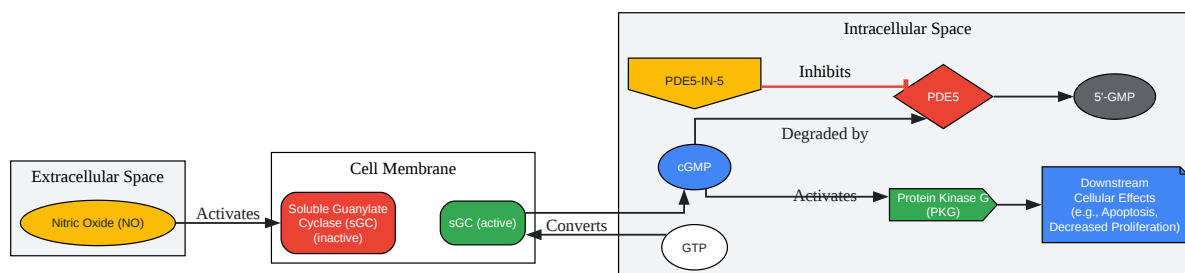 Extracellular Space
Nitric Oxide (NO)
Activates
Cell Membrane
Soluble Guanylate
Cyclase (sGC)
(inactive)
sGC (active)
Converts
Intracellular Space
PDE5-IN-5
Inhibits
PDE5
5'-GMP
Degraded by
cGMP
Activates
Protein Kinase G
(PKG)
Downstream
Cellular Effects
(e.g., Apoptosis,
Decreased Proliferation)
GTP